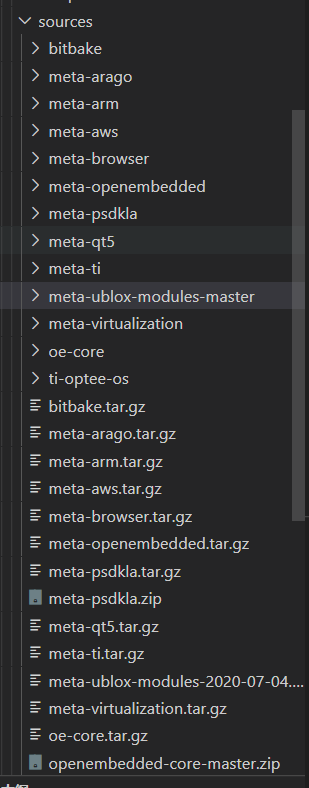 sources
bitbake
meta-arago
meta-arm
meta-aws
meta-browser
meta-openembedded
meta-psdkla
meta-qt5
meta-ti
meta-ublox-modules-master
meta-virtualization
oe-core
ti-optee-os
bitbake.tar.gz
meta-arago.tar.gz
meta-arm.tar.gz
meta-aws.tar.gz
meta-browser.tar.gz
meta-openembedded.tar.gz
meta-psdkla.tar.gz
meta-psdkla.zip
meta-qt5.tar.gz
meta-ti.tar.gz
meta-ublox-modules-2020-07-04....
meta-virtualization.tar.gz
oe-core.tar.gz
openembedded-core-master.zip